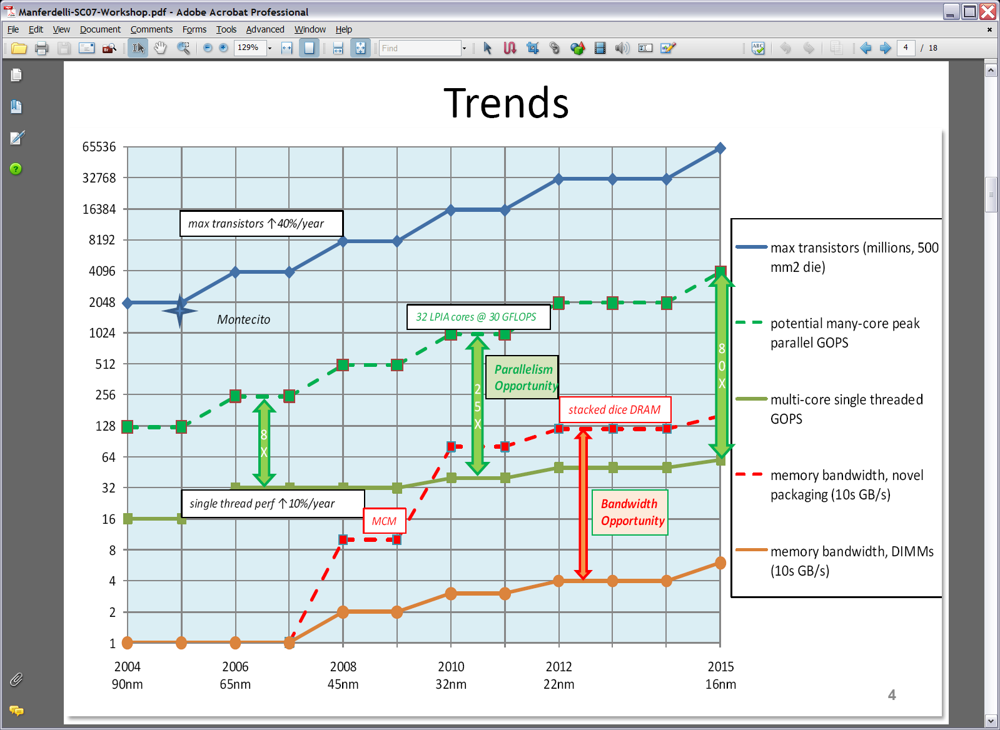 Manferdelli-SC07-Workshop.pdf - Adobe Acrobat Professional
File Edit View Document Comments Forms Tools Advanced Window Help
129% Find 4 / 18
Trends
65536
32768
16384
8192
4096
2048
1024
512
256
128
64
32
16
8
4
2
1
max transistors ↑40%/year
Montecito
32 LPIA cores @ 30 GFLOPS
Parallelism
Opportunity
8X
25X
80X
stacked dice DRAM
single thread perf ↑10%/year
MCM
Bandwidth
Opportunity
max transistors (millions, 500
mm2 die)
potential many-core peak
parallel GOPS
multi-core single threaded
GOPS
memory bandwidth, novel
packaging (10s GB/s)
memory bandwidth, DIMMs
(10s GB/s)
2004 2006 2008 2010 2012 2015
90nm 65nm 45nm 32nm 22nm 16nm
4